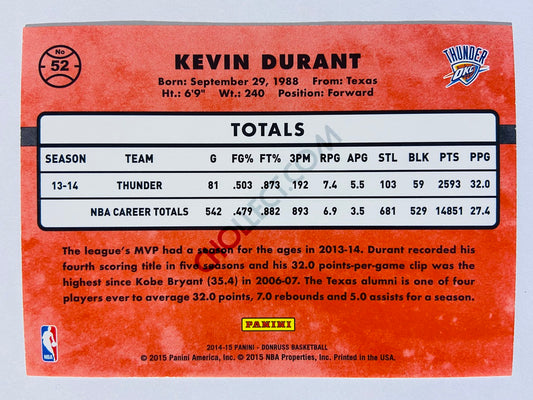 No
52
KEVIN DURANT
Born: September 29, 1988 From: Texas
Ht.: 6'9" Wt.: 240 Position: Forward
THUNDER
OKC
TOTALS
SEASON TEAM G FG% FT% 3PM RPG APG STL BLK PTS PPG
13-14 THUNDER 81 .503 .873 192 7.4 5.5 103 59 2593 32.0
NBA CAREER TOTALS 542 .479 .882 893 6.9 3.5 681 529 14851 27.4
The league's MVP had a season for the ages in 2013-14. Durant recorded his
fourth scoring title in five seasons and his 32.0 points-per-game clip was the
highest since Kobe Bryant (35.4) in 2006-07. The Texas alumni is one of four
players ever to average 32.0 points, 7.0 rebounds and 5.0 assists for a season.
PANINI
NBA
2014-15 PANINI - DONRUSS BASKETBALL
© 2015 Panini America, Inc. © 2015 NBA Properties, Inc. Printed in the USA.